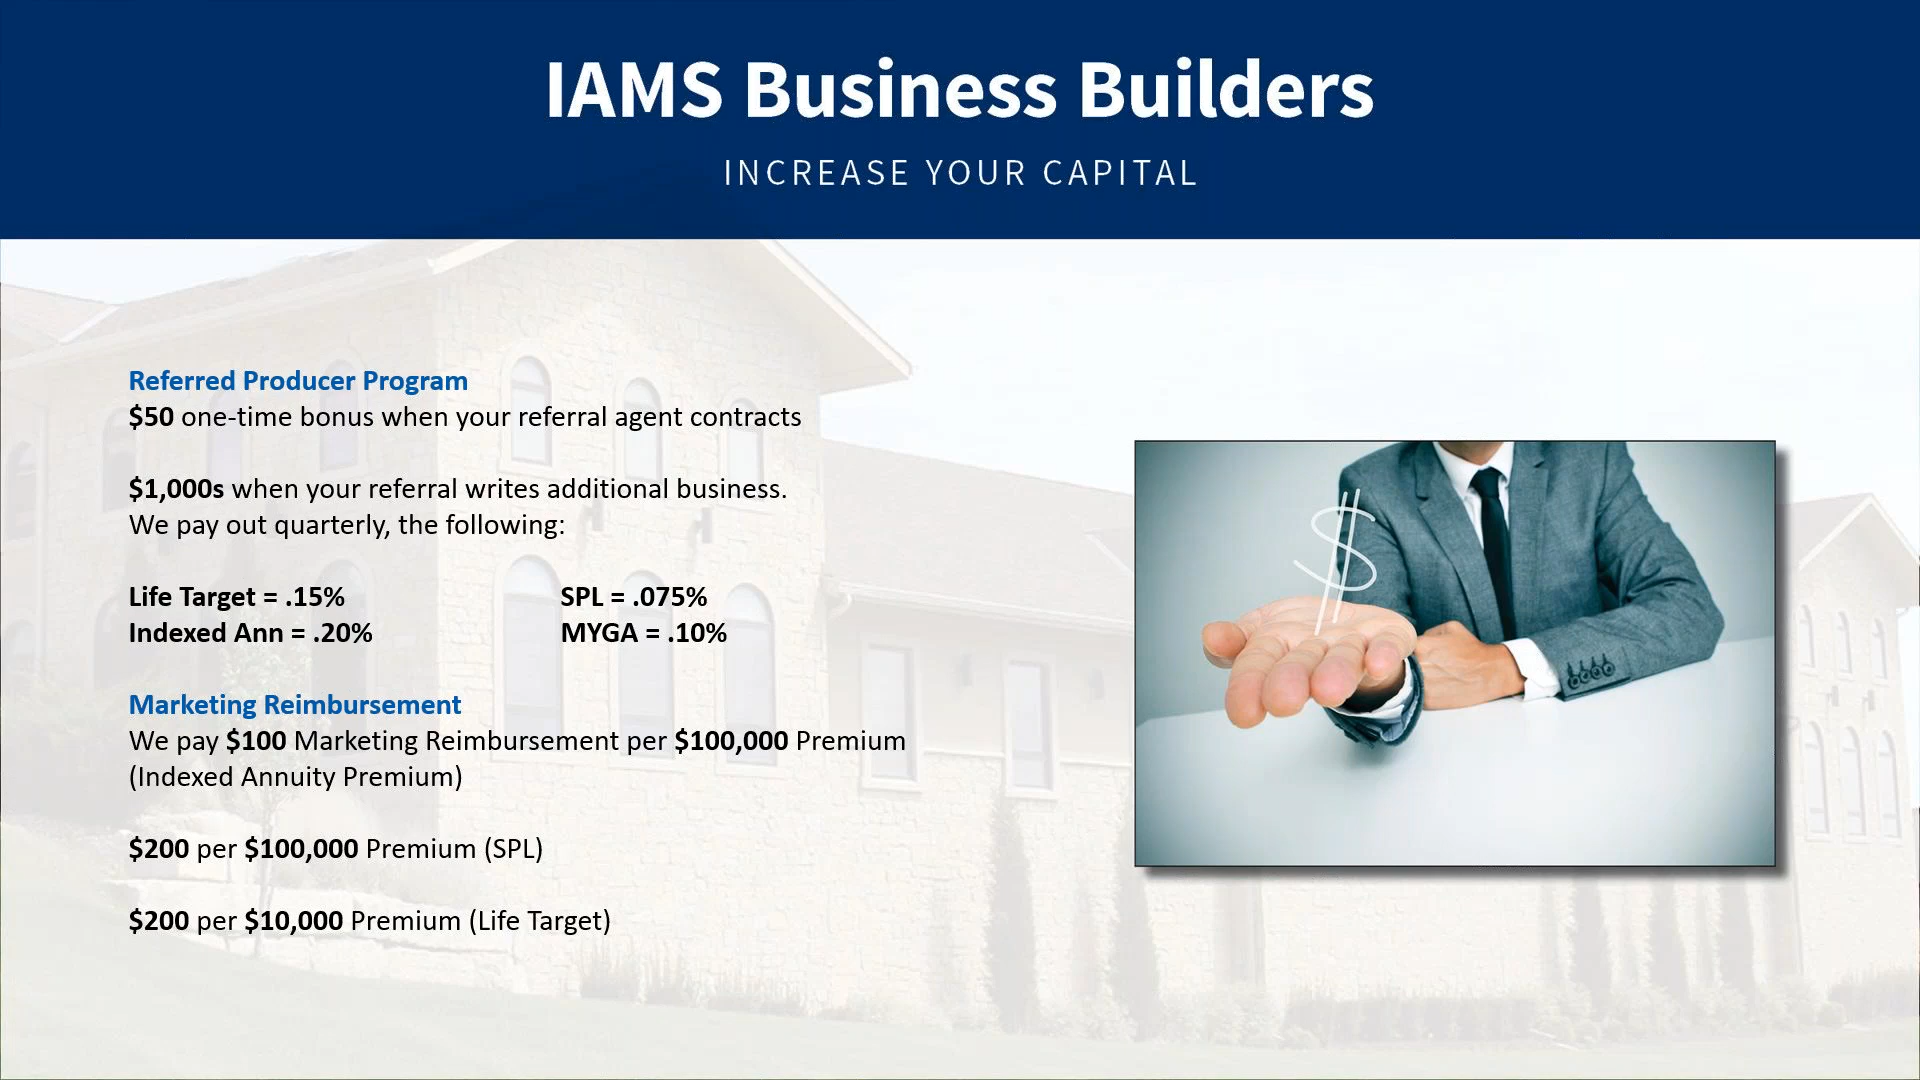 IAMS Business Builders
INCREASE YOUR CAPITAL
Referred Producer Program
$50 one-time bonus when your referral agent contracts
$1,000s when your referral writes additional business.
We pay out quarterly, the following:
Life Target = .15%
SPL = .075%
Indexed Ann = .20%
MYGA = .10%
Marketing Reimbursement
We pay $100 Marketing Reimbursement per $100,000 Premium
(Indexed Annuity Premium)
$200 per $100,000 Premium (SPL)
$200 per $10,000 Premium (Life Target)
$